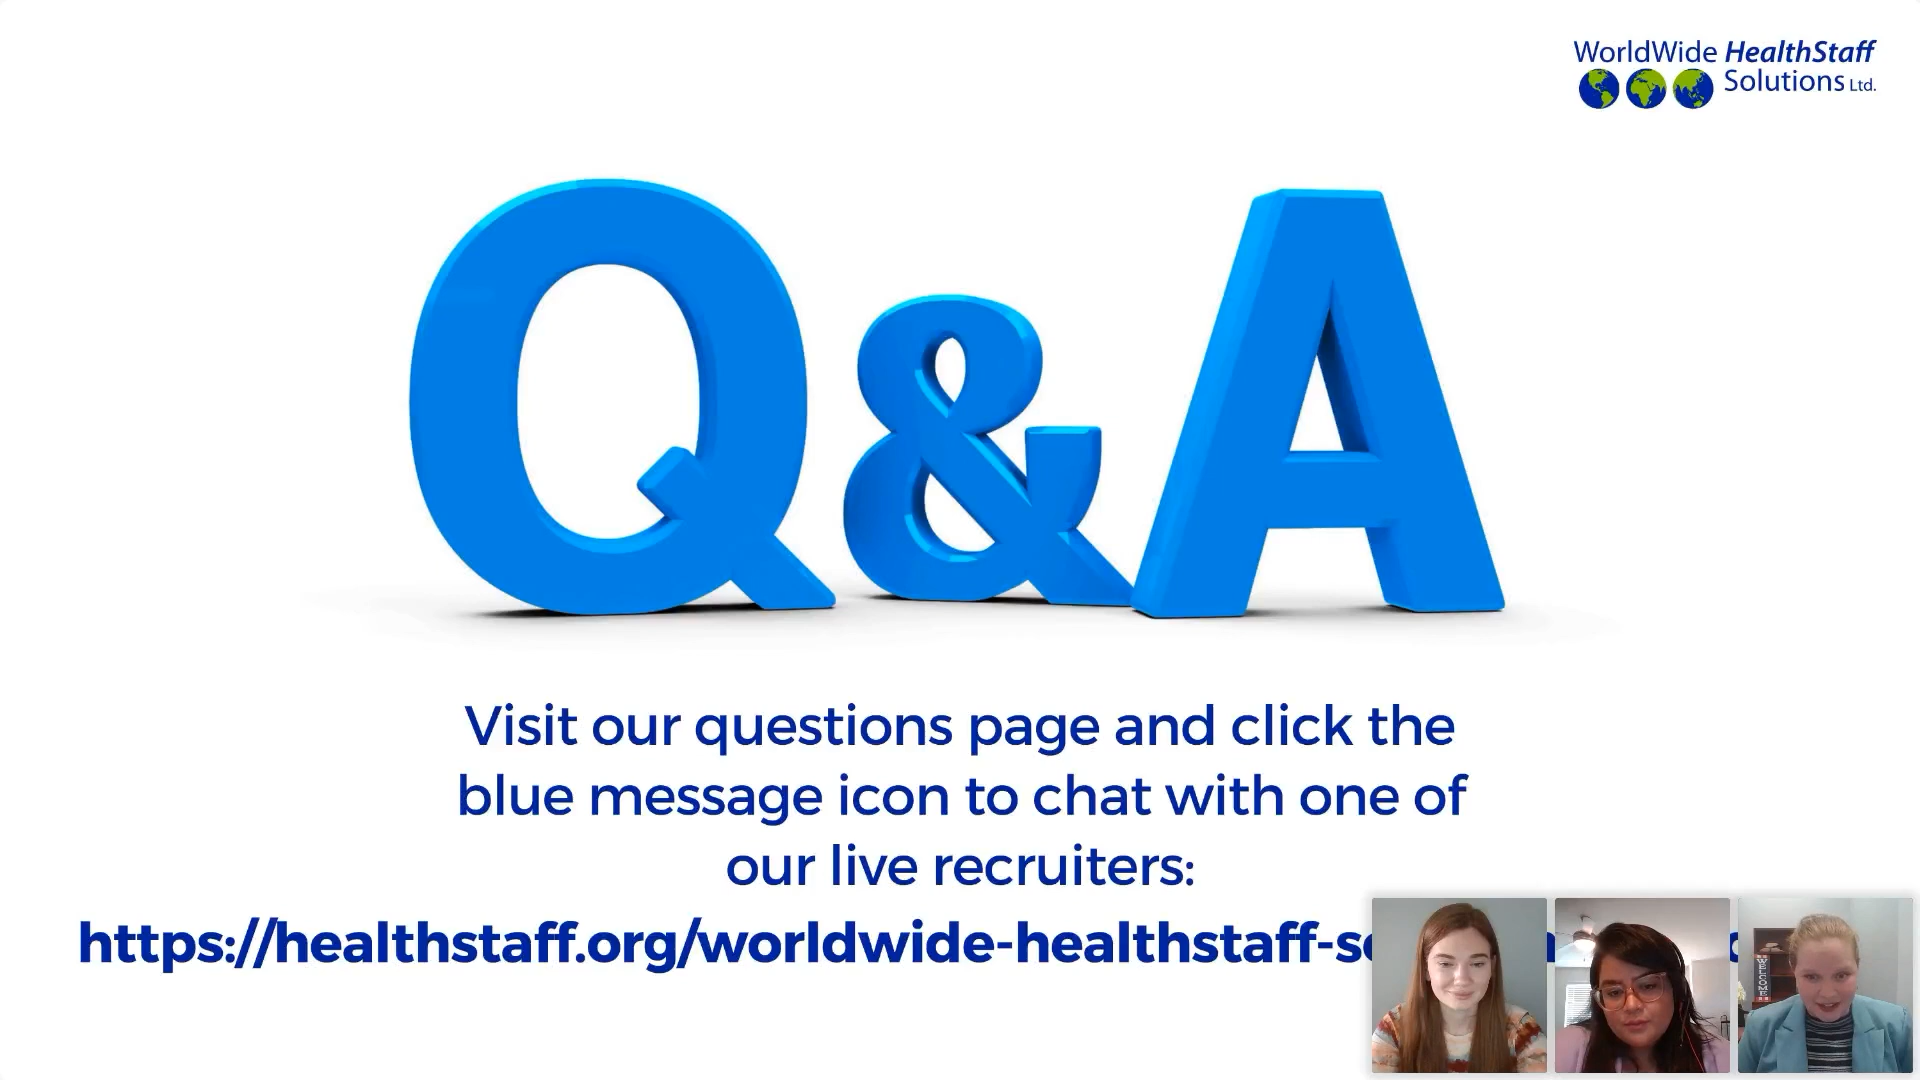 WorldWide HealthStaff
Solutions Ltd.
Q&A
Visit our questions page and click the
blue message icon to chat with one of
our live recruiters:
https://healthstaff.org/worldwide-healthstaff-s
WELCOME